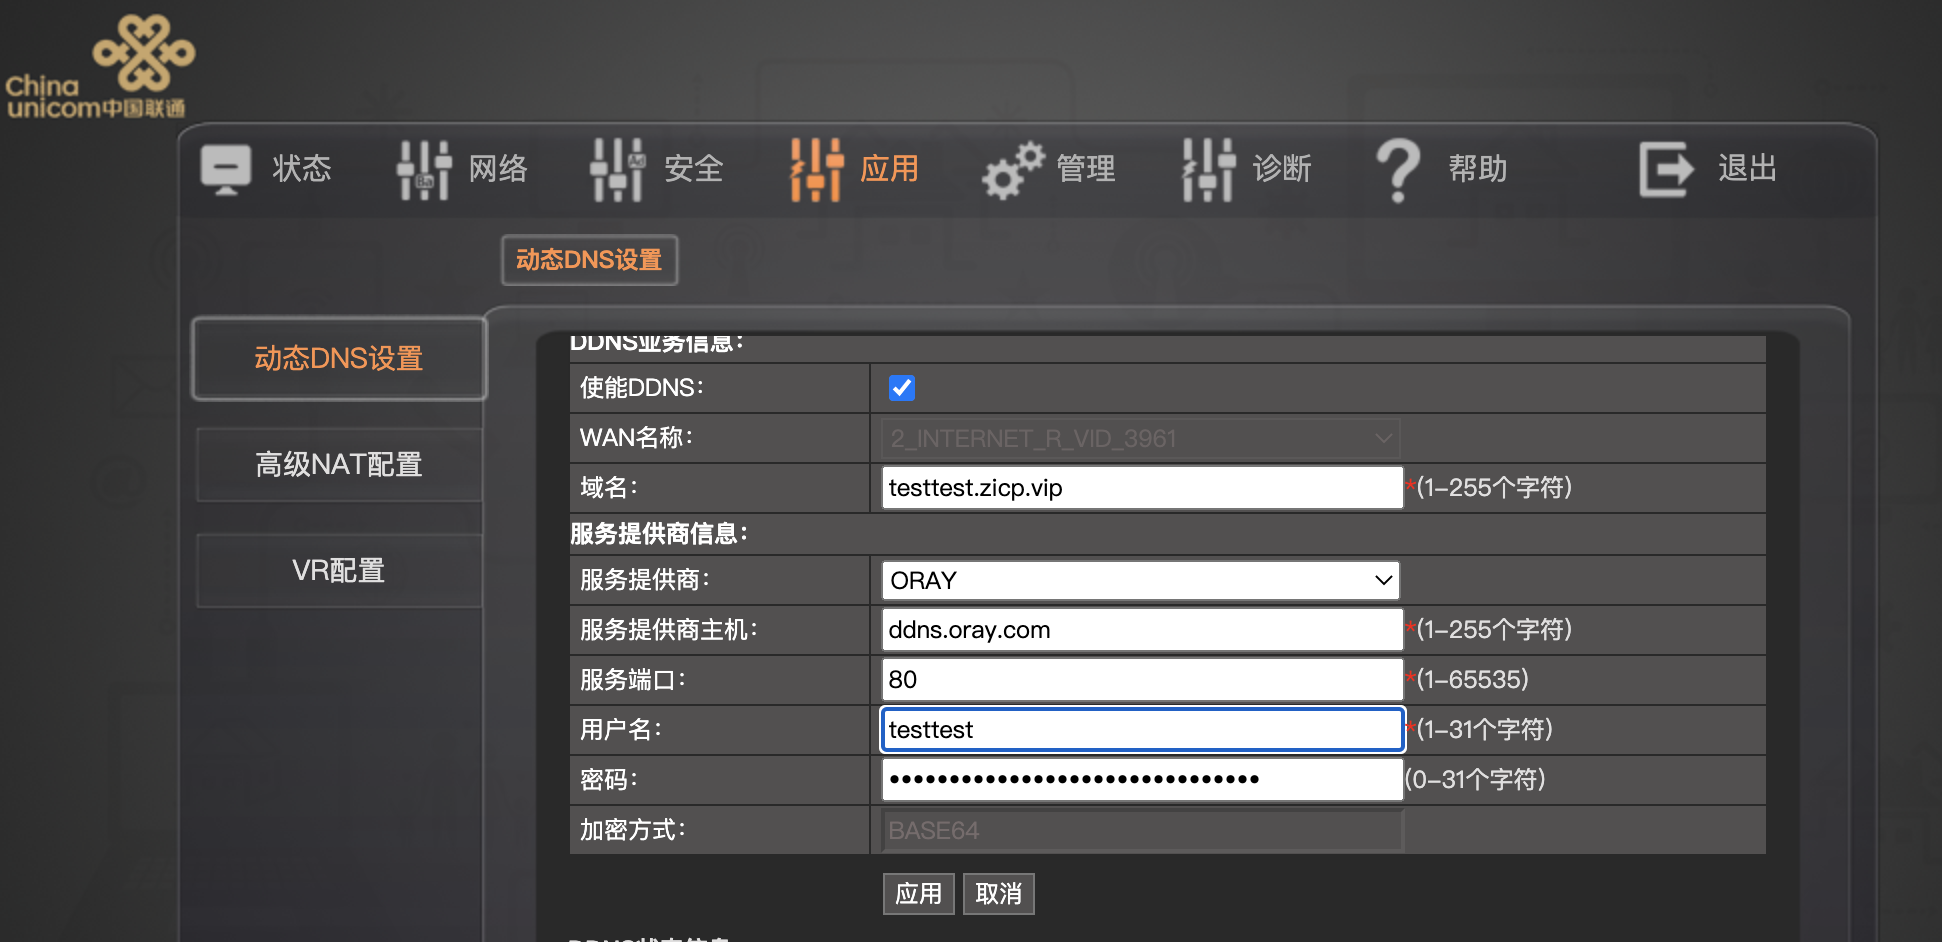 China
unicom中国联通
状态 网络 安全 应用 管理 诊断 帮助 退出
动态DNS设置
动态DNS设置
高级NAT配置
VR配置
DDNS业务信息：
使能DDNS：
WAN名称： 2_INTERNET_R_VID_3961
域名： testtest.zicp.vip *(1-255个字符)
服务提供商信息：
服务提供商： ORAY
服务提供商主机： ddns.oray.com *(1-255个字符)
服务端口： 80 *(1-65535)
用户名： testtest *(1-31个字符)
密码： ••••••••••••••••••••••••••••••• (0-31个字符)
加密方式： BASE64
应用 取消